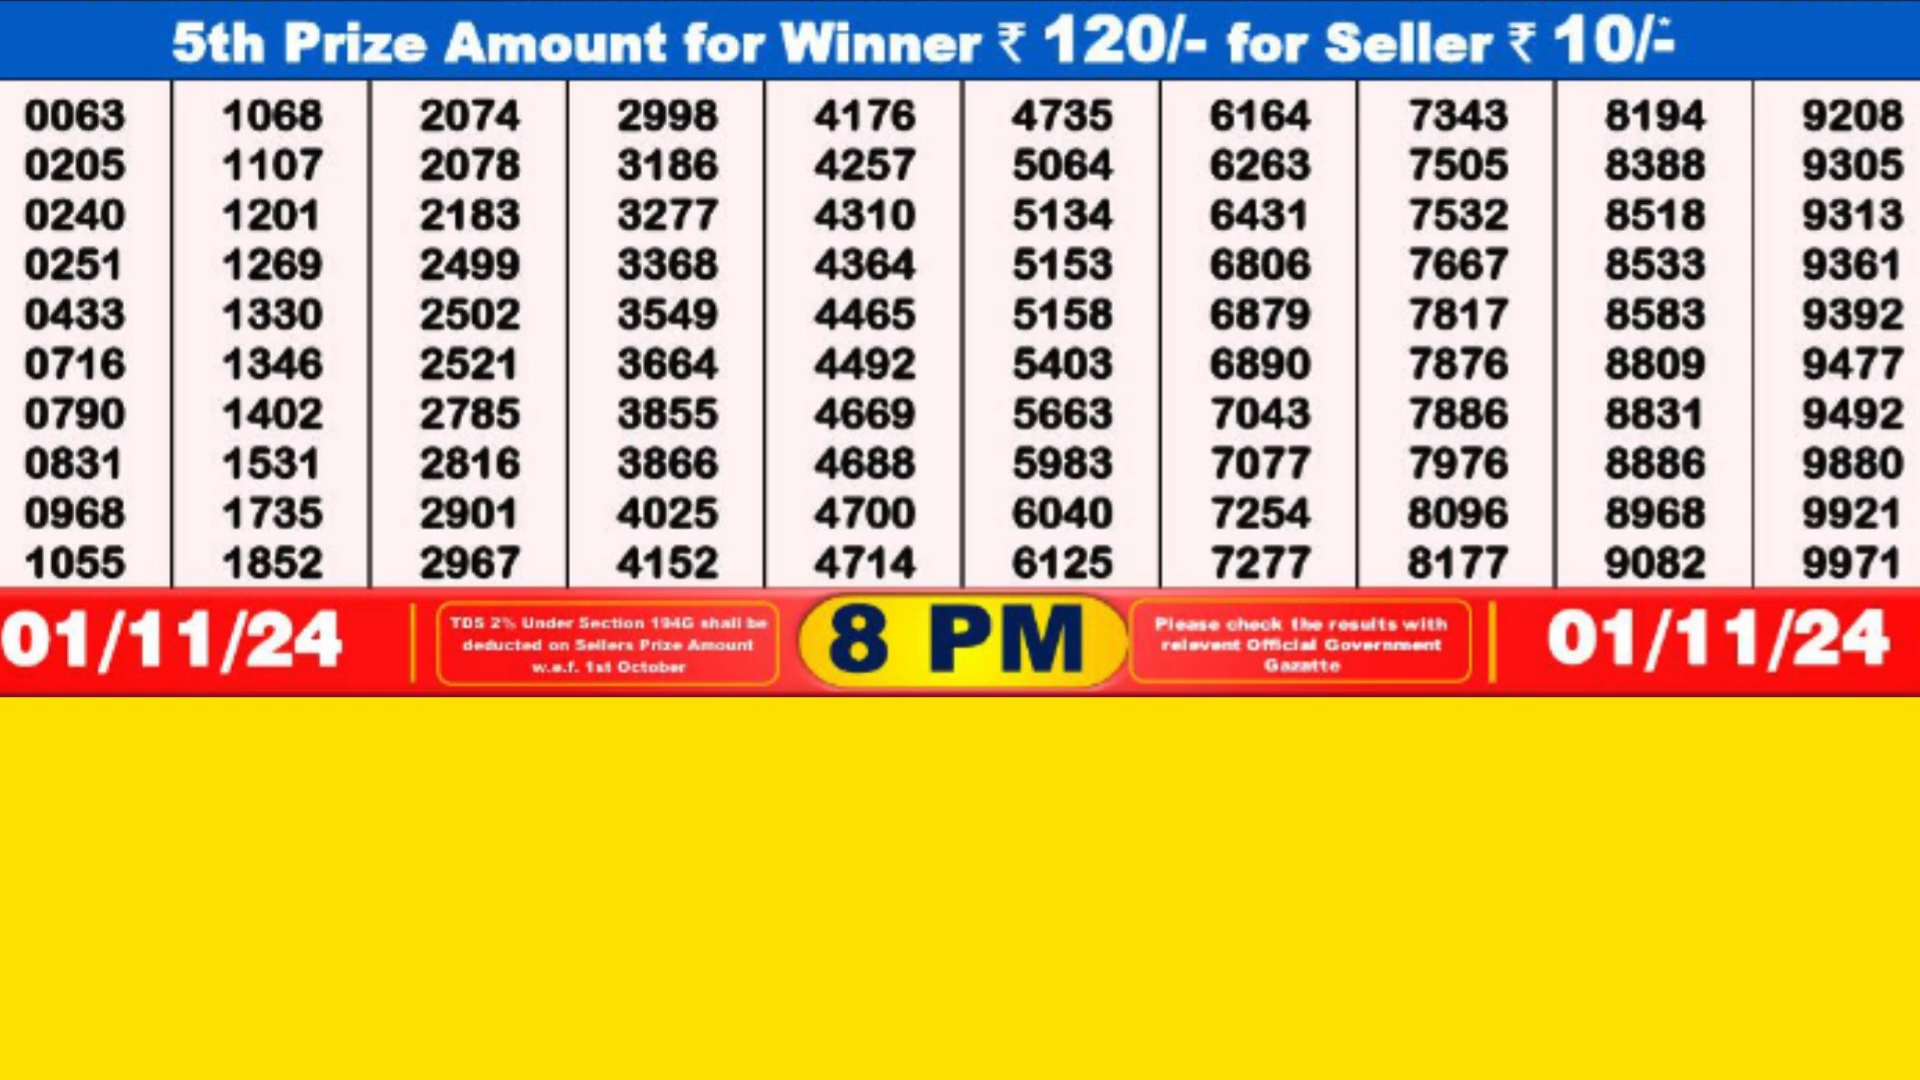 5th Prize Amount for Winner ₹ 120/- for Seller ₹ 10/-*
0063 1068 2074 2998 4176 4735 6164 7343 8194 9208
0205 1107 2078 3186 4257 5064 6263 7505 8388 9305
0240 1201 2183 3277 4310 5134 6431 7532 8518 9313
0251 1269 2499 3368 4364 5153 6806 7667 8533 9361
0433 1330 2502 3549 4465 5158 6879 7817 8583 9392
0716 1346 2521 3664 4492 5403 6890 7876 8809 9477
0790 1402 2785 3855 4669 5663 7043 7886 8831 9492
0831 1531 2816 3866 4688 5983 7077 7976 8886 9880
0968 1735 2901 4025 4700 6040 7254 8096 8968 9921
1055 1852 2967 4152 4714 6125 7277 8177 9082 9971
01/11/24
TDS 2% Under Section 194G shall be
deducted on Sellers Prize Amount
w.e.f. 1st October
8 PM
Please check the results with
relevent Official Government
Gazatte
01/11/24